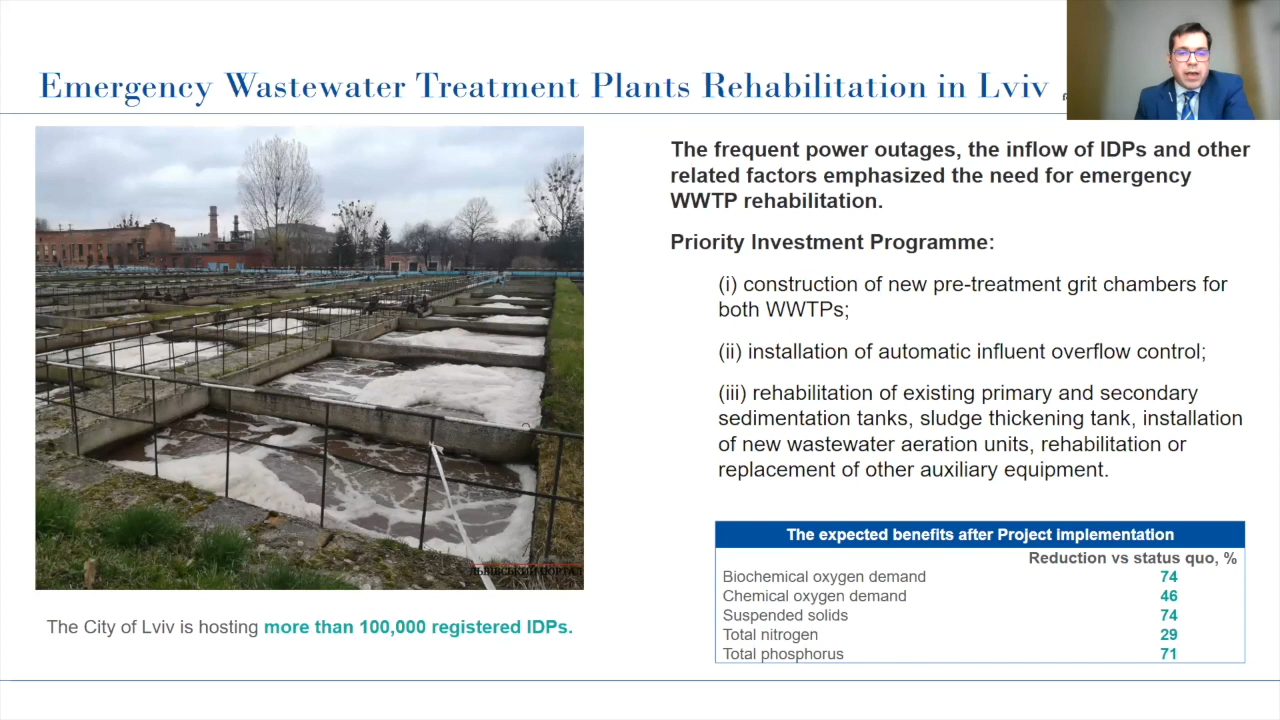 Emergency Wastewater Treatment Plants Rehabilitation in Lviv
The frequent power outages, the inflow of IDPs and other
related factors emphasized the need for emergency
WWTP rehabilitation.
Priority Investment Programme:
(i) construction of new pre-treatment grit chambers for
both WWTPs;
(ii) installation of automatic influent overflow control;
(iii) rehabilitation of existing primary and secondary
sedimentation tanks, sludge thickening tank, installation
of new wastewater aeration units, rehabilitation or
replacement of other auxiliary equipment.
ЛЬВІВСЬКИЙ ПОРТАЛ
The City of Lviv is hosting more than 100,000 registered IDPs.
The expected benefits after Project implementation
Reduction vs status quo, %
Biochemical oxygen demand 74
Chemical oxygen demand 46
Suspended solids 74
Total nitrogen 29
Total phosphorus 71